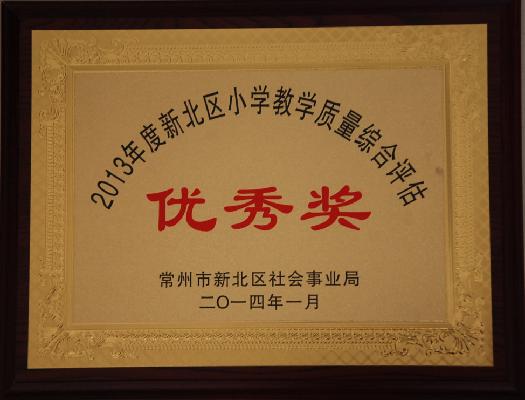 2013年度新北区小学教学质量综合评估
优秀奖
常州市新北区社会事业局
二〇一四年一月